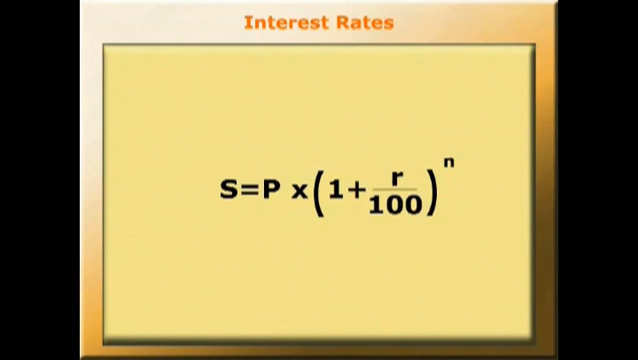 Interest Rates
S=P x(1+r/100)^n